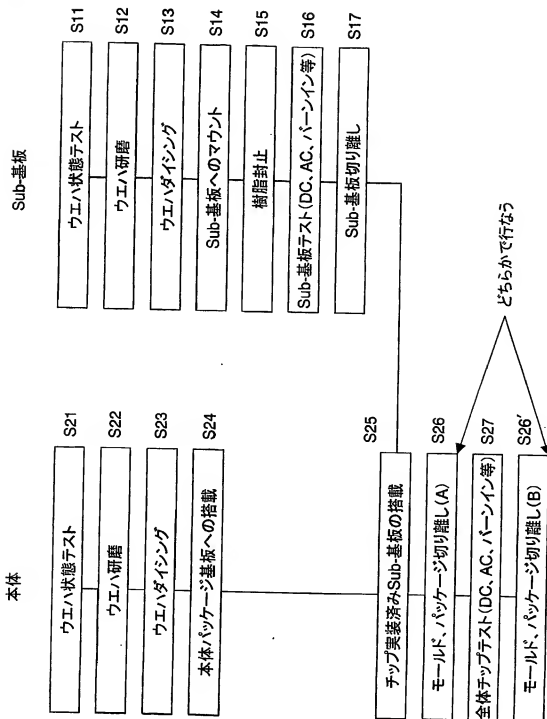 本体
ウエハ状態テスト S21
ウエハ研磨 S22
ウエハダイシング S23
本体パッケージ基板への搭載 S24
Sub-基板
ウエハ状態テスト S11
ウエハ研磨 S12
ウエハダイシング S13
Sub-基板へのマウント S14
樹脂封止 S15
Sub-基板テスト(DC、AC、バーンイン等) S16
Sub-基板切り離し S17
チップ実装済みSub-基板の搭載 S25
モールド、パッケージ切り離し(A) S26
全体チップテスト(DC、AC、バーンイン等) S27
モールド、パッケージ切り離し(B) S26′
どちらかで行なう